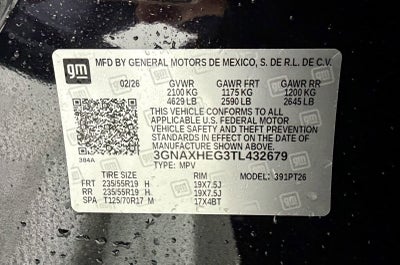 gm
MFD BY GENERAL MOTORS DE MEXICO, S. DE R.L. DE C.V.
02/26 GVWR GAWR FRT GAWR RR
2100 KG 1175 KG 1200 KG
4629 LB 2590 LB 2645 LB
THIS VEHICLE CONFORMS TO ALL
APPLICABLE U.S. FEDERAL MOTOR
VEHICLE SAFETY AND THEFT PREVENTION
STANDARDS IN EFFECT ON THE DATE OF
MANUFACTURE SHOWN ABOVE.
3GNAXHEG3TL432679
384A TYPE: MPV MODEL: 391PT26
TIRE RIM
FRT 235/55R19 H 19X7.5J
RR 235/55R19 H 19X7.5J
SPA T125/70R17 M 17X4BT